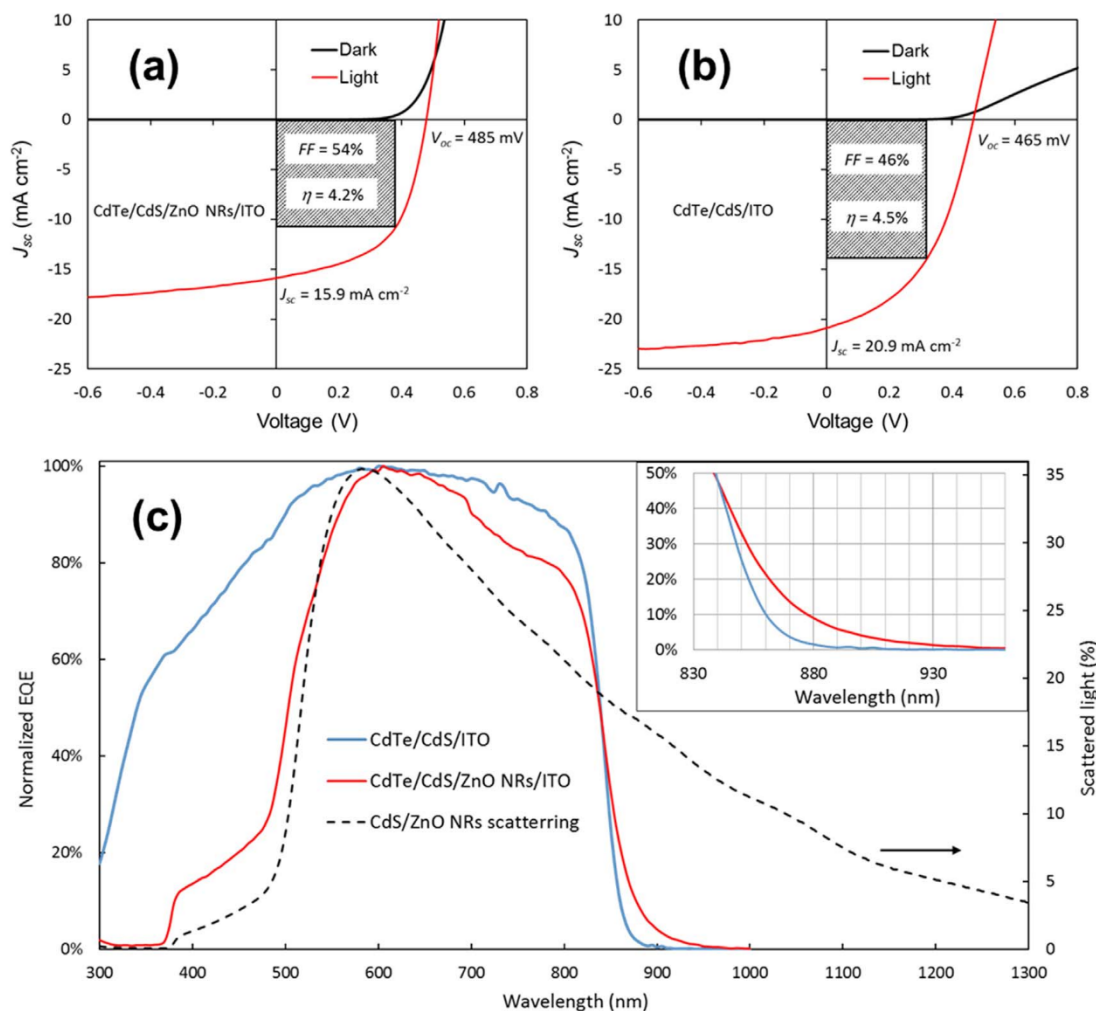 (a)
Dark
Light
10
5
0
-5
-10
-15
-20
-25
-0.6
-0.4
-0.2
0
0.2
0.4
0.6
0.8
Jsc (mA cm-2)
Voltage (V)
FF = 54%
η = 4.2%
Voc = 485 mV
CdTe/CdS/ZnO NRs/ITO
Jsc = 15.9 mA cm-2
(b)
Dark
Light
10
5
0
-5
-10
-15
-20
-25
-0.6
-0.4
-0.2
0
0.2
0.4
0.6
0.8
Jsc (mA cm-2)
Voltage (V)
FF = 46%
η = 4.5%
Voc = 465 mV
CdTe/CdS/ITO
Jsc = 20.9 mA cm-2
(c)
100%
80%
60%
40%
20%
0%
Normalized EQE
300
400
500
600
700
800
900
1000
1100
1200
1300
Wavelength (nm)
CdTe/CdS/ITO
CdTe/CdS/ZnO NRs/ITO
CdS/ZnO NRs scatterring
50%
40%
30%
20%
10%
0%
830
880
930
Wavelength (nm)
35
30
25
20
15
10
5
0
Scattered light (%)